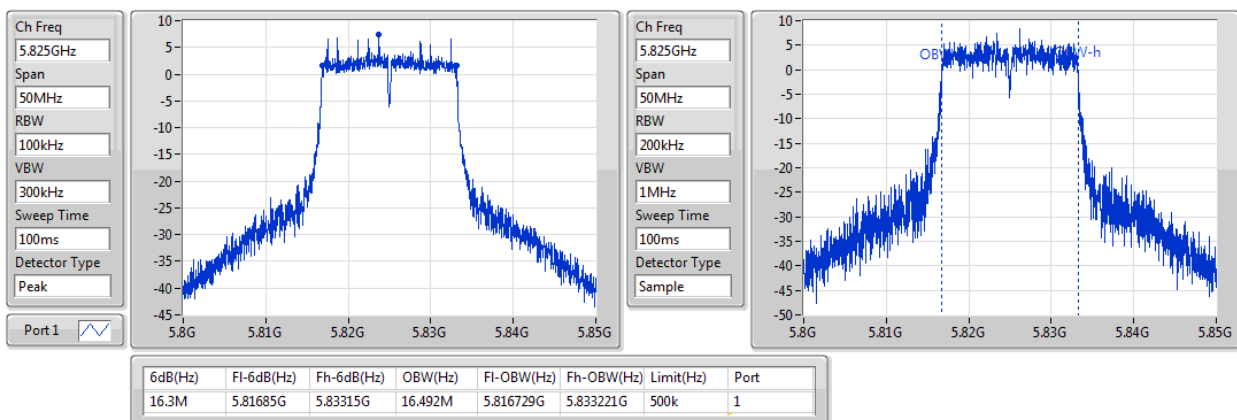 Ch Freq
5.825GHz
Span
50MHz
RBW
100kHz
VBW
300kHz
Sweep Time
100ms
Detector Type
Peak
Port 1
10
5
0
-5
-10
-15
-20
-25
-30
-35
-40
-45
5.8G 5.81G 5.82G 5.83G 5.84G 5.85G
Ch Freq
5.825GHz
Span
50MHz
RBW
200kHz
VBW
1MHz
Sweep Time
100ms
Detector Type
Sample
10
5
0
-5
-10
-15
-20
-25
-30
-35
-40
-45
-50
5.8G 5.81G 5.82G 5.83G 5.84G 5.85G
6dB(Hz) Fl-6dB(Hz) Fh-6dB(Hz) OBW(Hz) Fl-OBW(Hz) Fh-OBW(Hz) Limit(Hz) Port
16.3M 5.81685G 5.83315G 16.492M 5.816729G 5.833221G 500k 1